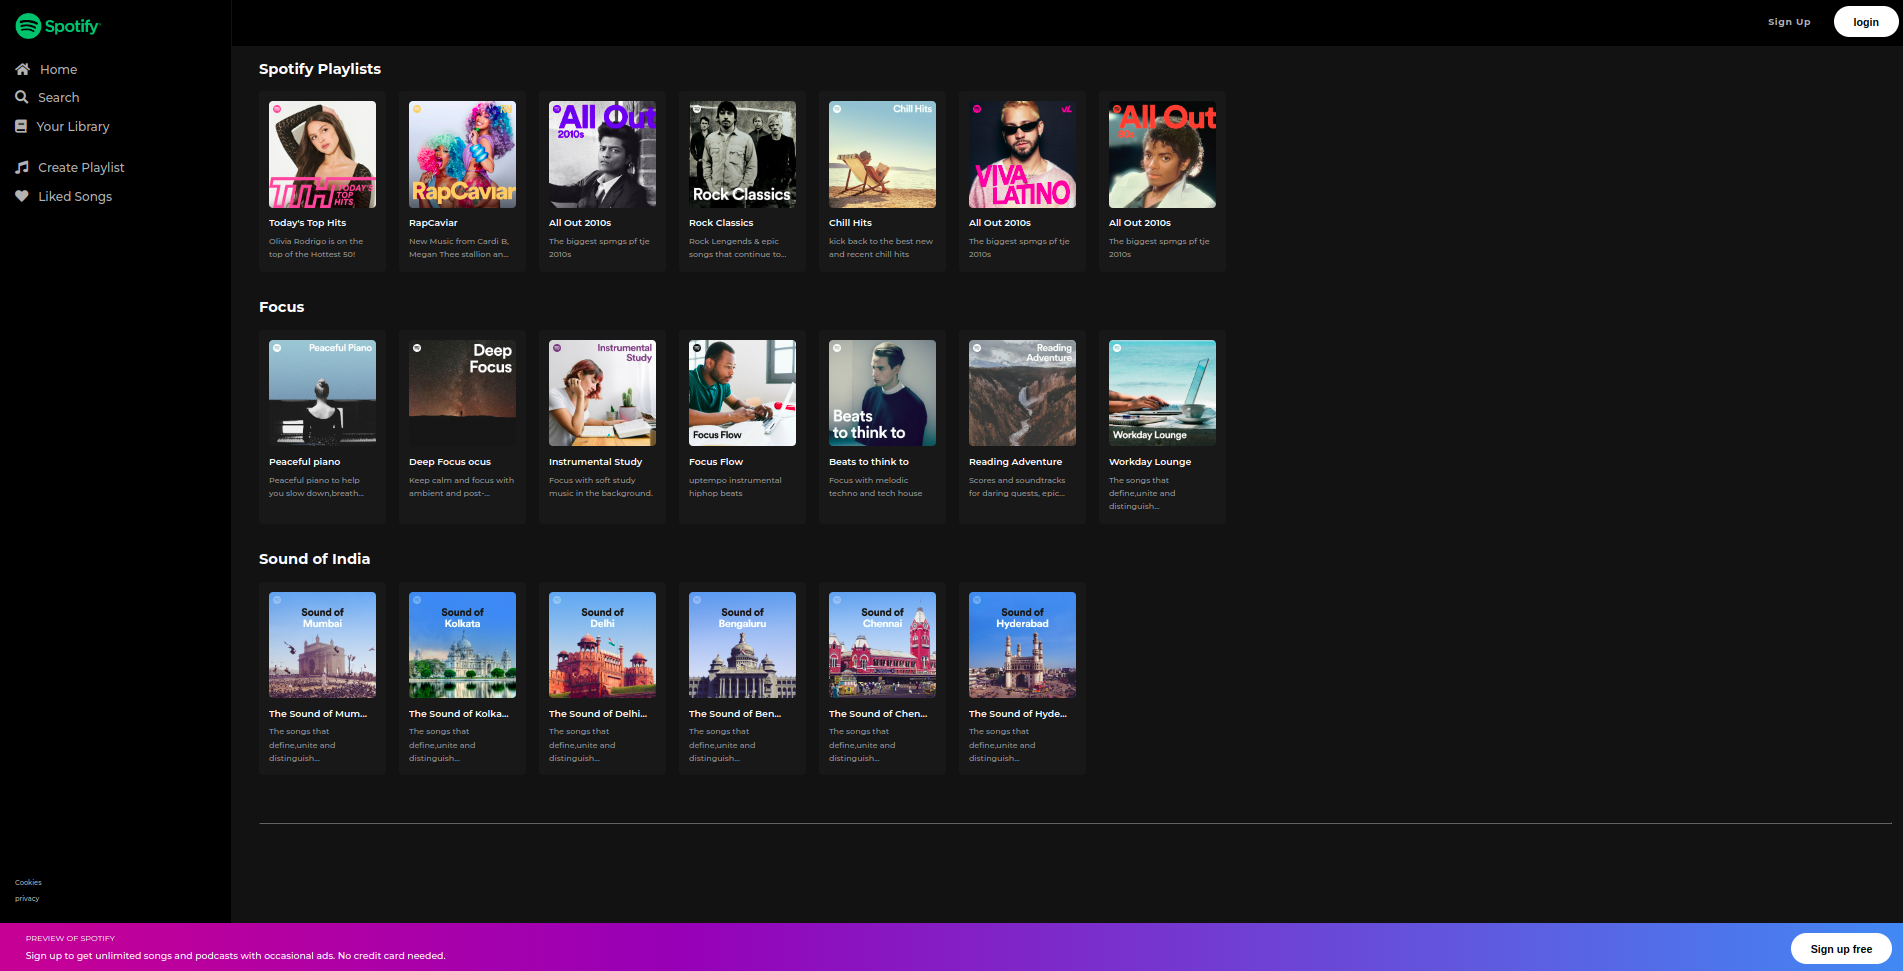 Spotify
Home
Search
Your Library
Create Playlist
Liked Songs
Cookies
privacy
Sign Up
login
Spotify Playlists
TODAY'S
TOP
HITS
Today's Top Hits
Olivia Rodrigo is on the
top of the Hottest 50!
RapCaviar
RapCaviar
New Music from Cardi B,
Megan Thee stallion an...
All Out
2010s
All Out 2010s
The biggest spmgs pf tje
2010s
Rock Classics
Rock Classics
Rock Lengends & epic
songs that continue to...
Chill Hits
Chill Hits
kick back to the best new
and recent chill hits
VIVA
LATINO
All Out 2010s
The biggest spmgs pf tje
2010s
All Out
All Out 2010s
The biggest spmgs pf tje
2010s
Focus
Peaceful Piano
Peaceful piano
Peaceful piano to help
you slow down,breath...
Deep
Focus
Deep Focus ocus
Keep calm and focus with
ambient and post-...
Instrumental
Study
Instrumental Study
Focus with soft study
music in the background.
Focus Flow
Focus Flow
uptempo instrumental
hiphop beats
Beats
to think to
Beats to think to
Focus with melodic
techno and tech house
Reading
Adventure
Reading Adventure
Scores and soundtracks
for daring quests, epic...
Workday Lounge
Workday Lounge
The songs that
define,unite and
distinguish...
Sound of India
Sound of
Mumbai
The Sound of Mum...
The songs that
define,unite and
distinguish...
Sound of
Kolkata
The Sound of Kolka...
The songs that
define,unite and
distinguish...
Sound of
Delhi
The Sound of Delhi...
The songs that
define,unite and
distinguish...
Sound of
Bengaluru
The Sound of Ben...
The songs that
define,unite and
distinguish...
Sound of
Chennai
The Sound of Chen...
The songs that
define,unite and
distinguish...
Sound of
Hyderabad
The Sound of Hyde...
The songs that
define,unite and
distinguish...
PREVIEW OF SPOTIFY
Sign up to get unlimited songs and podcasts with occasional ads. No credit card needed.
Sign up free